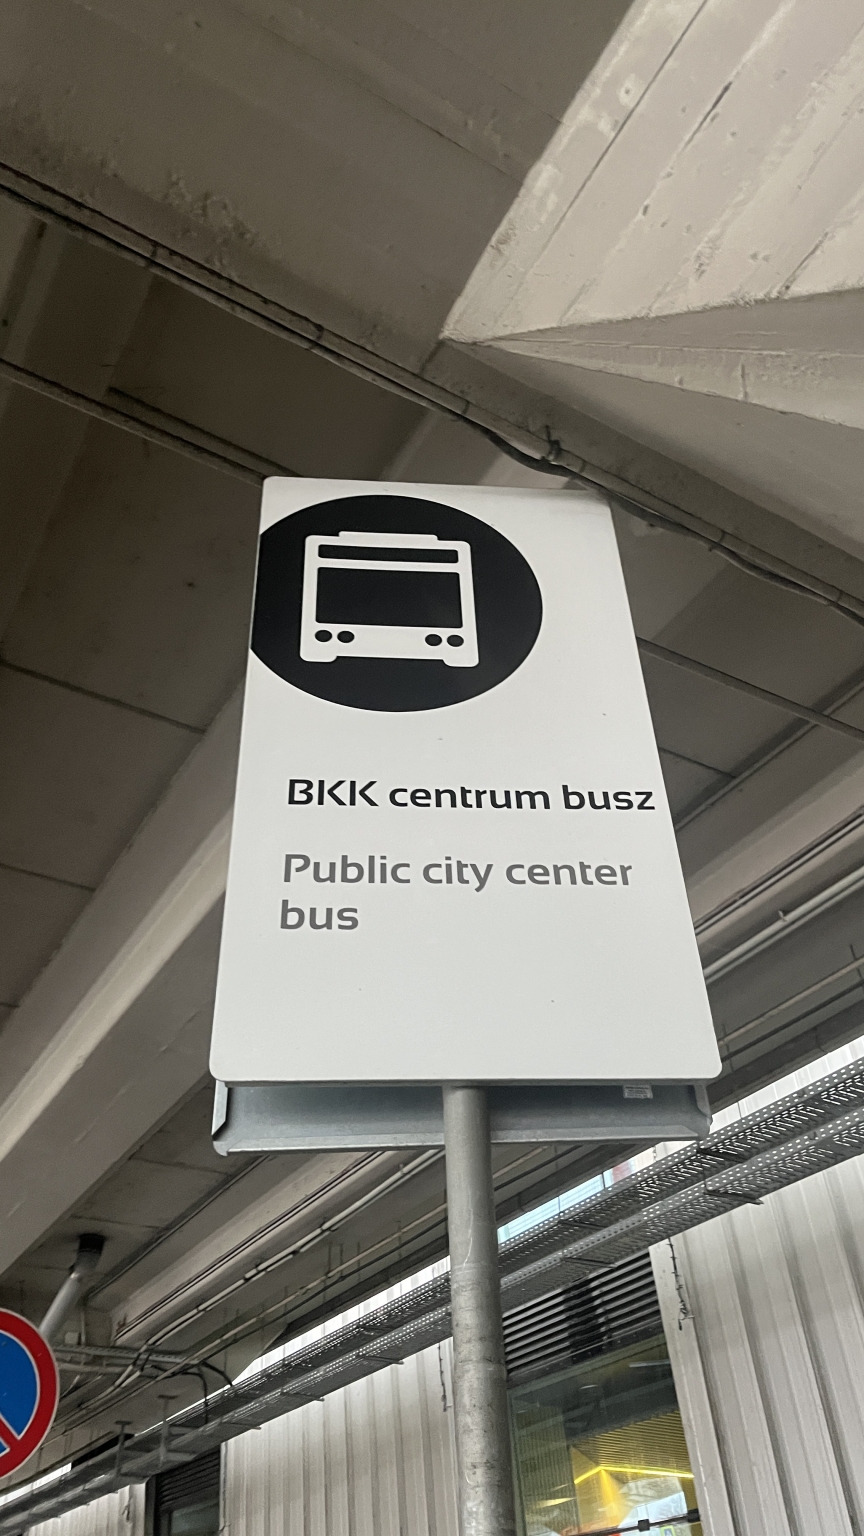 BKK centrum busz
Public city center
bus